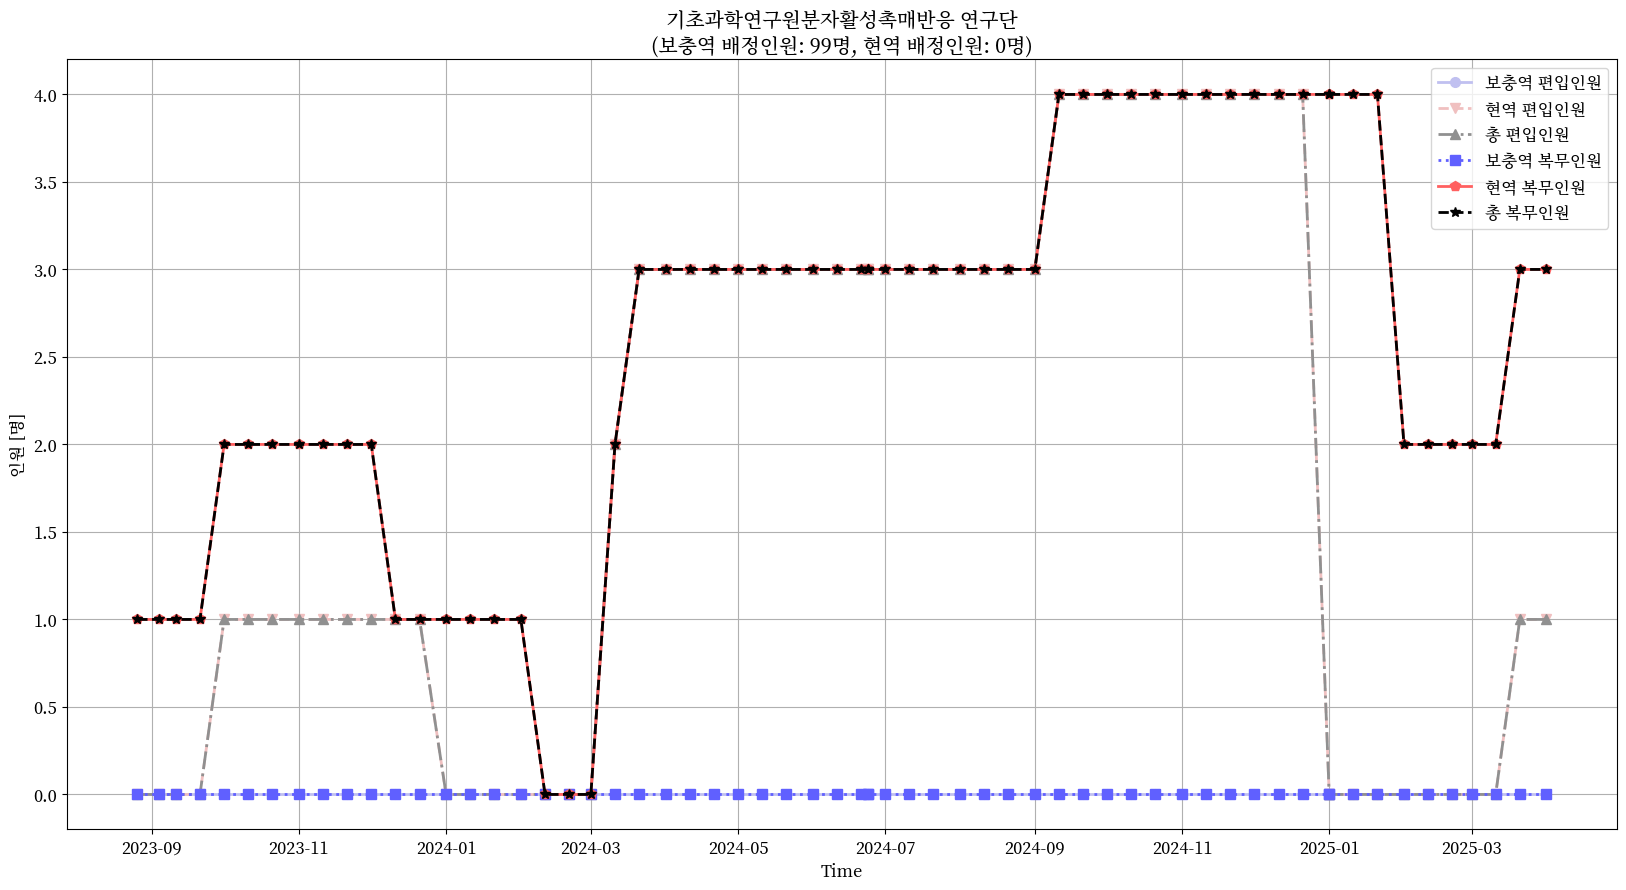 기초과학연구원분자활성촉매반응 연구단
(보충역 배정인원: 99명, 현역 배정인원: 0명)
보충역 편입인원
현역 편입인원
총 편입인원
보충역 복무인원
현역 복무인원
총 복무인원
인원 [명]
4.0
3.5
3.0
2.5
2.0
1.5
1.0
0.5
0.0
2023-09
2023-11
2024-01
2024-03
2024-05
2024-07
2024-09
2024-11
2025-01
2025-03
Time